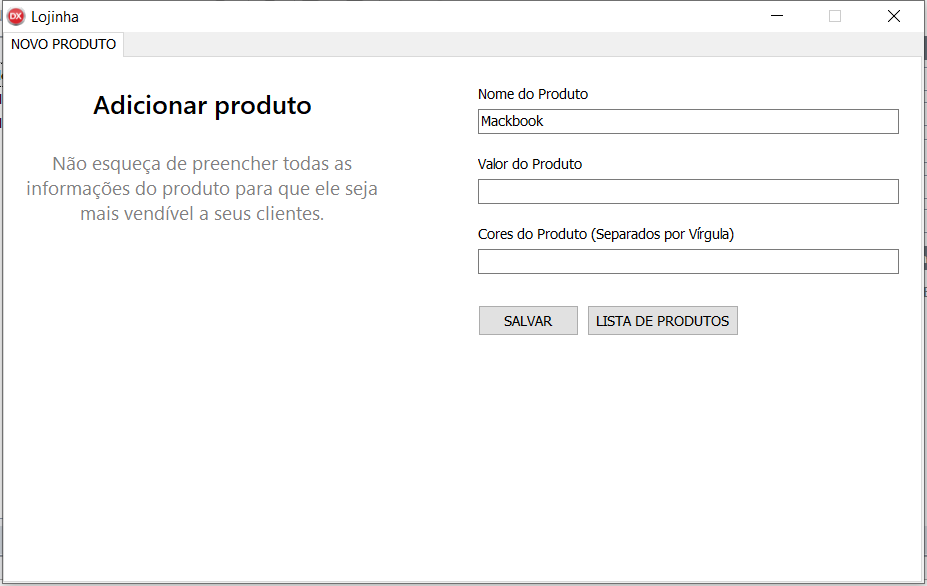 DX Lojinha
NOVO PRODUTO
Adicionar produto
Não esqueça de preencher todas as
informações do produto para que ele seja
mais vendível a seus clientes.
Nome do Produto
Mackbook
Valor do Produto
Cores do Produto (Separados por Vírgula)
SALVAR LISTA DE PRODUTOS